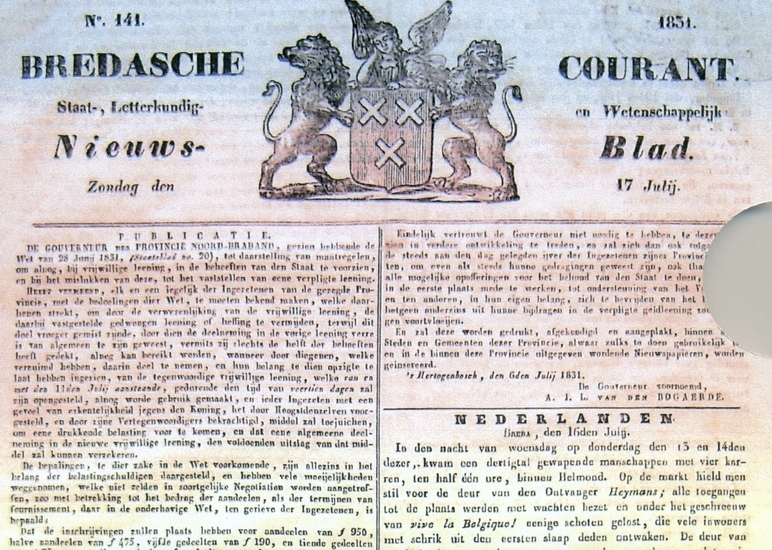 No. 141.
1831.
BREDASCHE
COURANT.
Staat-, Letterkundig-
en Wetenschappelijk
Nieuws-
Blad.
Zondag den
17 Julij.
PUBLICATIE.
DE GOUVERNEUR DER PROVINCIE NOORD-BRABAND, gezien hebbende de
Wet van 28 Junij 1831, (Staatsblad no. 20), tot daarstelling van maatregelen,
om alnog, bij vrijwillige leening, in de behoeften van den Staat te voorzien,
en bij het mislukken van deze, tot het vaststellen van eene verpligte leening.
HEEFT VERMEEND, elk en een iegelijk der Ingezetenen van de gezegde Pro-
vincie, met de bedoelingen dier Wet, te moeten bekend maken, welke daar-
henen strekt, om door de verwezenlijking van de vrijwillige leening, de
daarbij vastgestelde gedwongen leening of heffing te vermijden, terwijl die
deel vroeger gemist zijnde, door dien de deelneming in de vorige leening verre
is van algemeen te zijn geweest, vermits zij slechts de helft der behoeften
heeft gedekt, alnog kan bereikt worden, wanneer door diegenen, welke
verzuimd hebben, daarin deel te nemen, en hun belang te dien opzigte te
laat hebben ingezien, van de tegenwoordige vrijwillige leening, welke van en
met den 11den Julij aanstaande, gedurende den tijd van veertien dagen zal
zijn opengesteld, alnog worde gebruik gemaakt, en ieder Ingezeten met een
gevoel van erkentelijkheid jegens den Koning, het door Hoogstdenzelven voor-
gesteld, en door zijne Vertegenwoordigers bekrachtigd, middel zal toejuichen,
om eene drukkende belasting voor te komen, en dat eene algemeene deel-
neming in de nieuwe vrijwillige leening, den voldoenden uitslag van dat mid-
del zal kunnen verzekeren.
De bepalingen, te dier zake in de Wet voorkomende, zijn allezins in het
belang der belastingschuldigen daargesteld, en hebben vele moeijelijkheden
weggenomen, welke niet zelden in soortgelijke Negotiatien worden aangetrof-
fen, zoo met betrekking tot het bedrag der aandeelen, als der termijnen van
fournissement, daar in de onderhavige Wet, ten gerieve der Ingezetenen, is
bepaald:
Dat de inschrijvingen zullen plaats hebben voor aandeelen van f 950,
halve aandeelen van f 475, vijfde gedeelten van f 190, en tiende gedeelten
Eindelijk vertrouwt de Gouverneur niet noodig te hebben, te dezer
zien in verdere ontwikkeling te treden, en zal zich dan ook
de steeds aan den dag gelegden ijver der Ingezetenen zijner
ten, om even als steeds hunne gedragingen geweest zijn, ook
alle mogelijke opofferingen voor het behoud van den Staat te doen,
in de eerste plaats mede te werken, tot ondersteuning van het
en ten anderen, in hun eigen belang, zich te bevrijden van het
hetgeen anderzins uit hunne bijdragen in de verpligte geldleening
gen voortvloeijen.
En zal deze worden gedrukt, afgekondigd en aangeplakt, binnen
Steden en Gemeenten dezer Provincie, alwaar zulks te doen gebruikelijk
en in de binnen deze Provincie uitgegeven wordende Nieuwspapieren, worden
geinsereerd.
's Hertogenbosch, den 6den Julij 1831.
De Gouverneur voornoemd,
A. J. L. VAN DEN BOGAERDE.
NEDERLANDEN.
BREDA, den 16den Julij.
In den nacht van woensdag op donderdag den 13 en 14den
dezer, kwam een dertigtal gewapende manschappen met vier kar-
ren, ten half één ure, binnen Helmond. Op de markt hield men
stil voor de deur van den Ontvanger Heymans; alle toegangen
tot de plaats werden met wachten bezet en onder het geschreeuw
van vive la Belgique! eenige schoten gelost, die vele inwoners
met schrik uit den eersten slaap deden ontwaken. De deur van